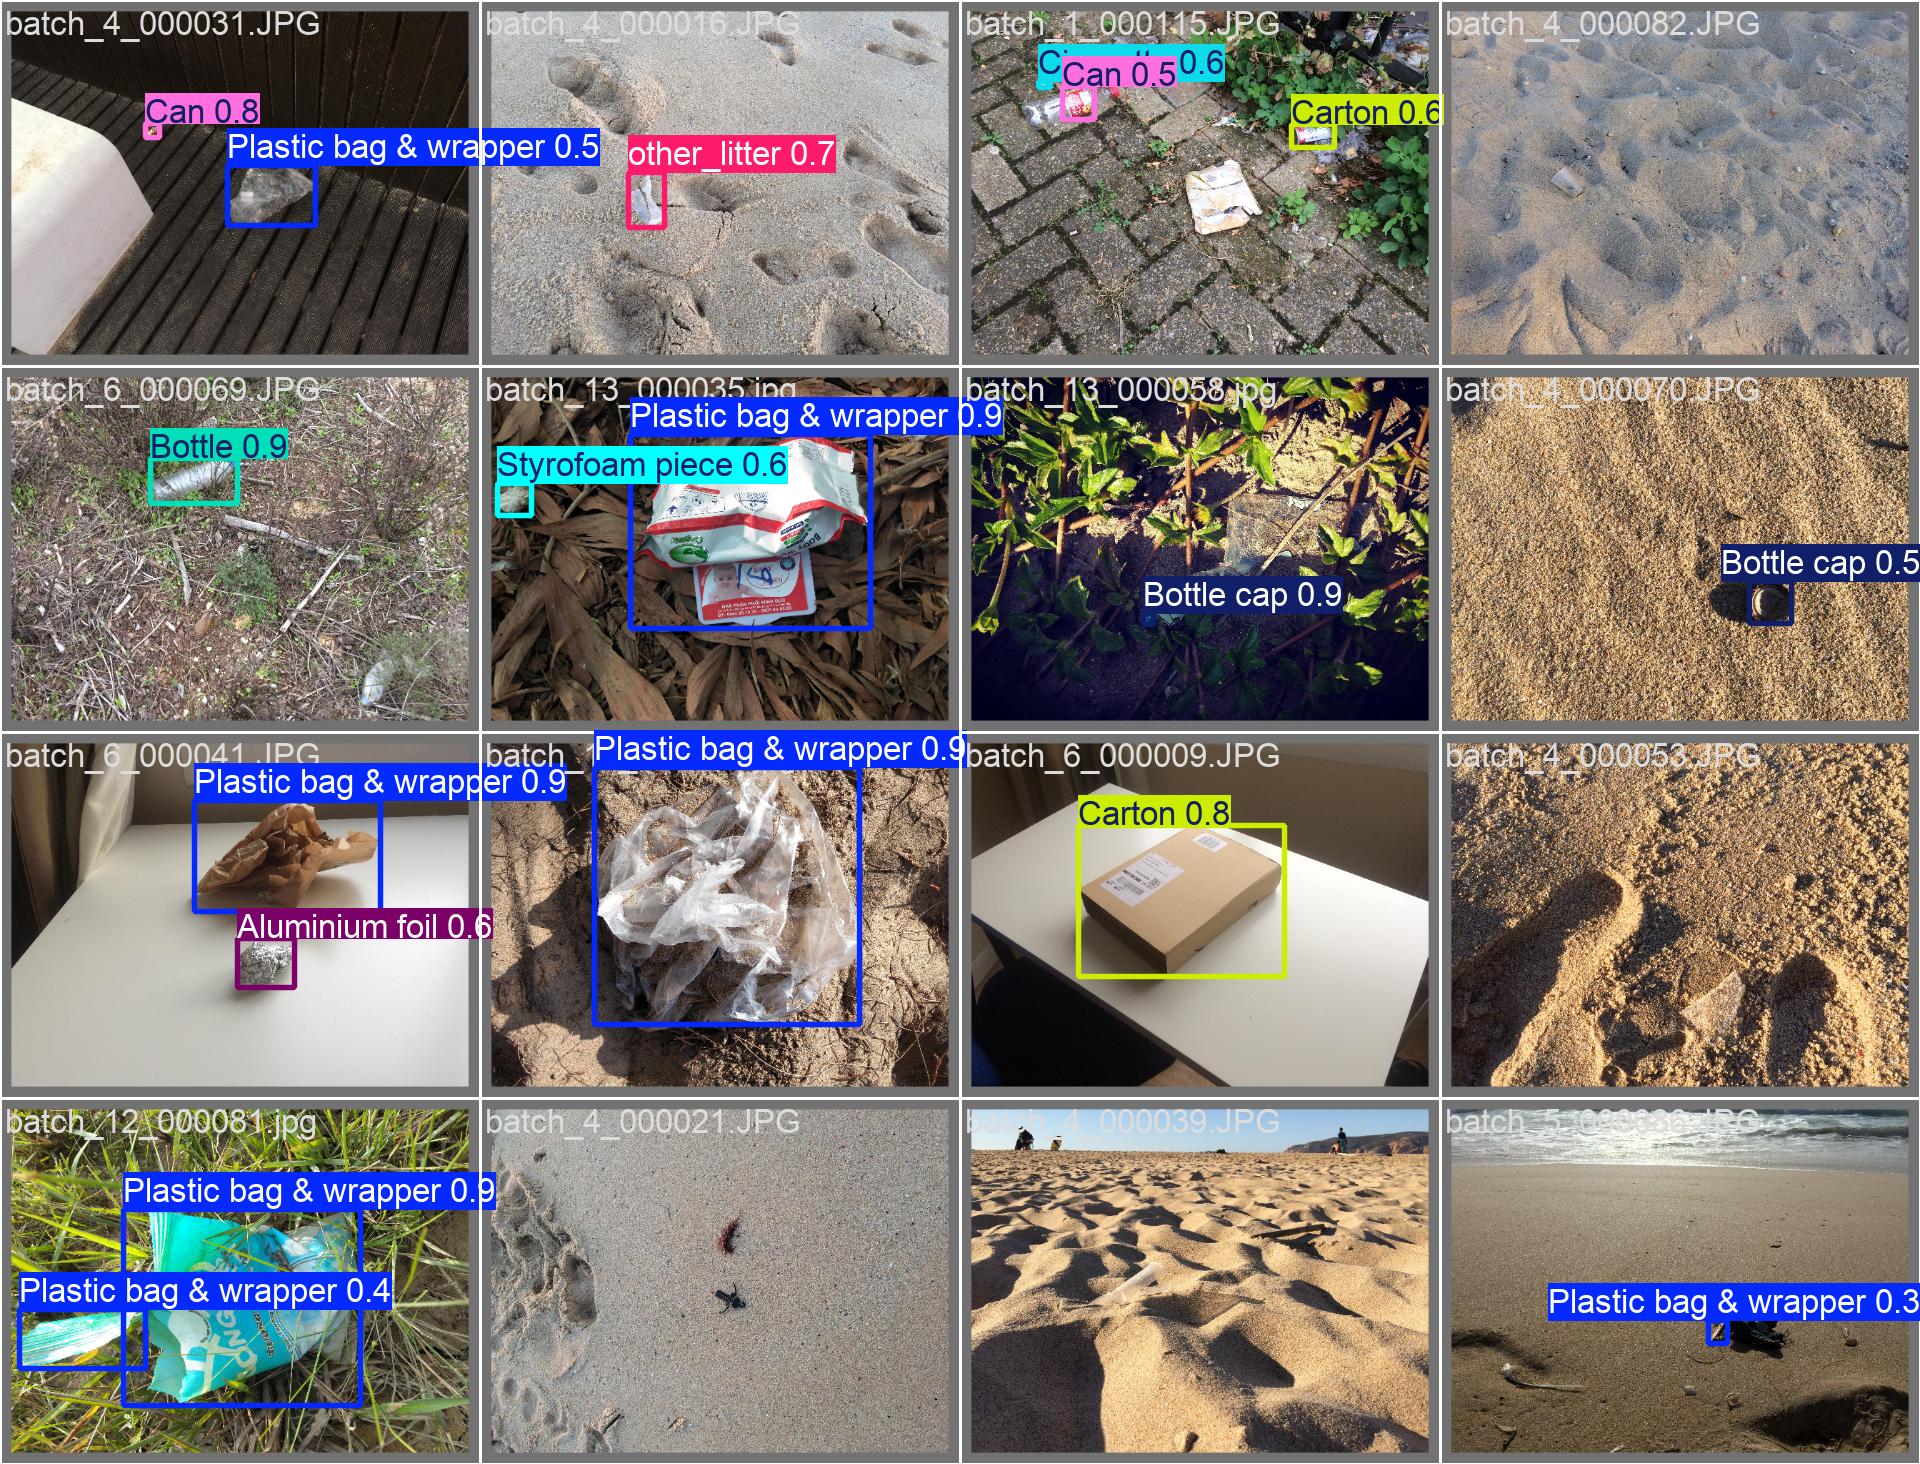 batch_4_000031.JPG
Can 0.8
Plastic bag & wrapper 0.5
batch_4_000016.JPG
other_litter 0.7
batch_1_000115.JPG
0.6
Can 0.5
Carton 0.6
batch_4_000082.JPG
batch_6_000069.JPG
Bottle 0.9
batch_13_000035.jpg
Plastic bag & wrapper 0.9
Styrofoam piece 0.6
batch_13_000058.jpg
Bottle cap 0.9
batch_4_000070.JPG
Bottle cap 0.5
batch_6_000041.JPG
Plastic bag & wrapper 0.9
Aluminium foil 0.6
batch_
Plastic bag & wrapper 0.9
batch_6_000009.JPG
Carton 0.8
batch_4_000053.JPG
batch_12_000081.jpg
Plastic bag & wrapper 0.9
Plastic bag & wrapper 0.4
batch_4_000021.JPG
batch_4_000039.JPG
Plastic bag & wrapper 0.3